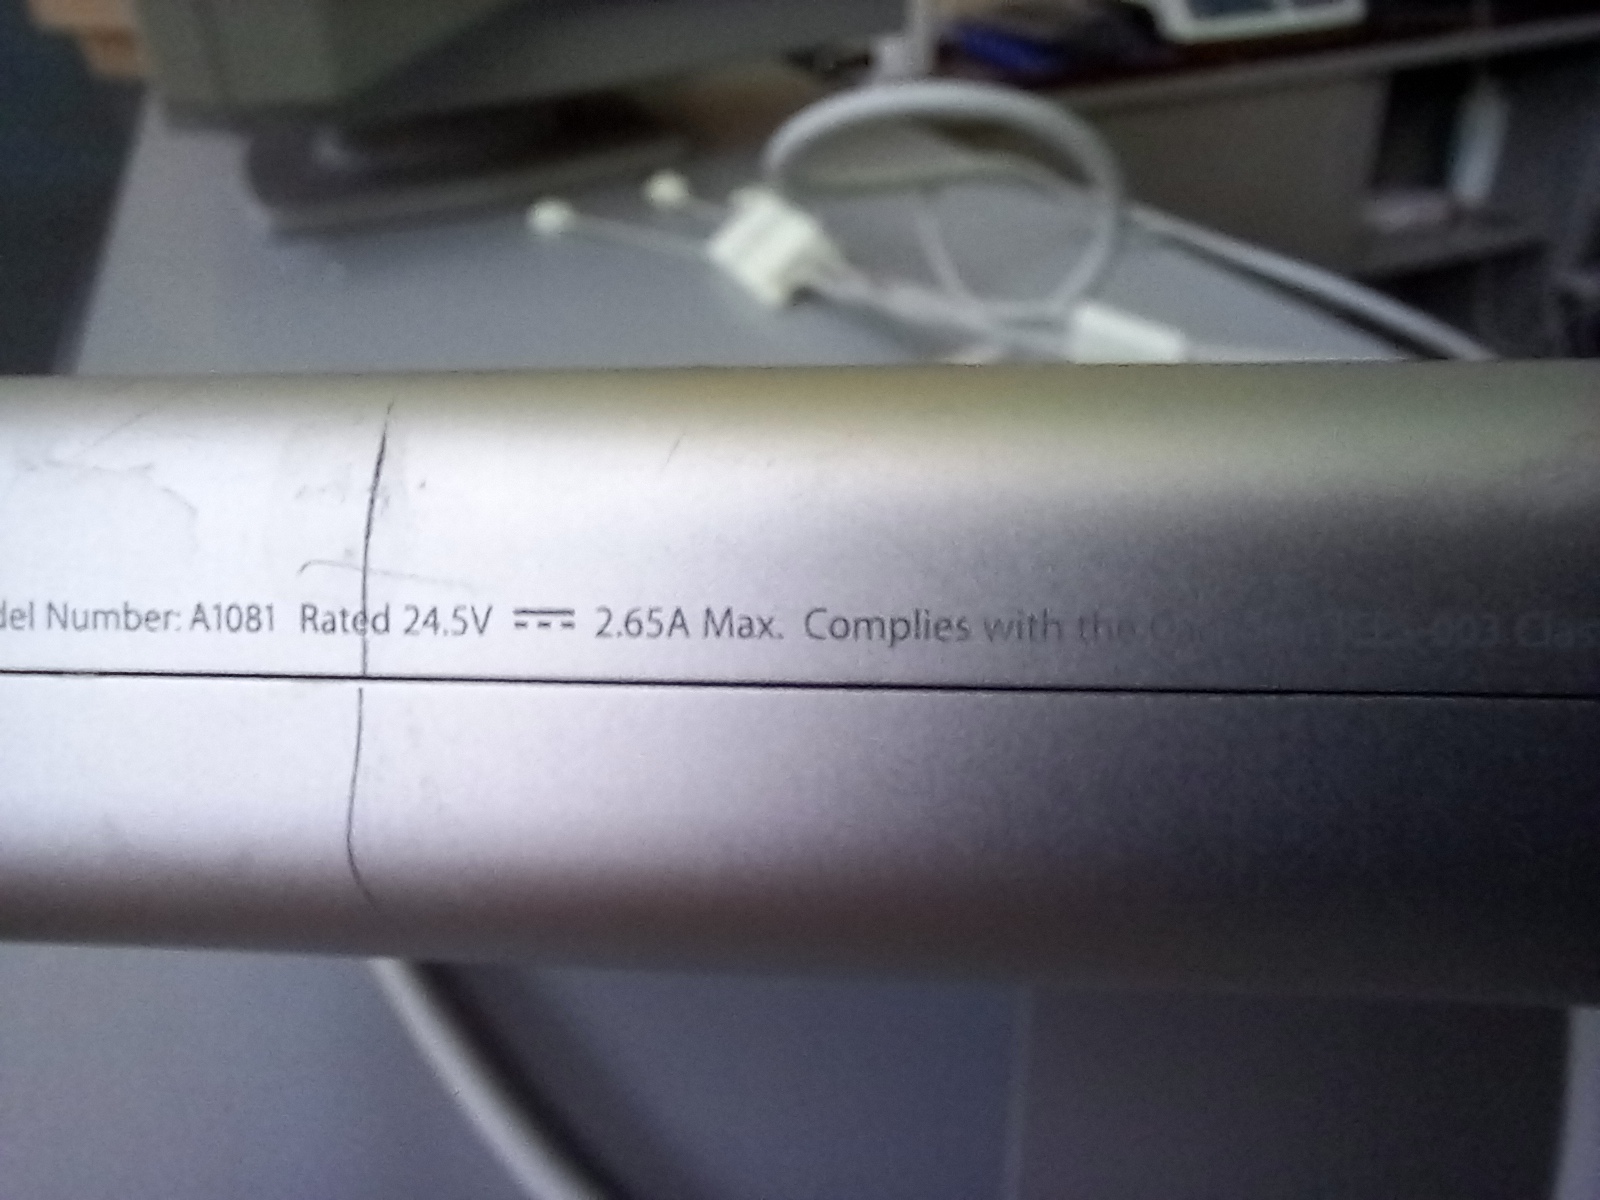 del Number: A1081 Rated 24.5V ⎓ 2.65A Max. Complies with the